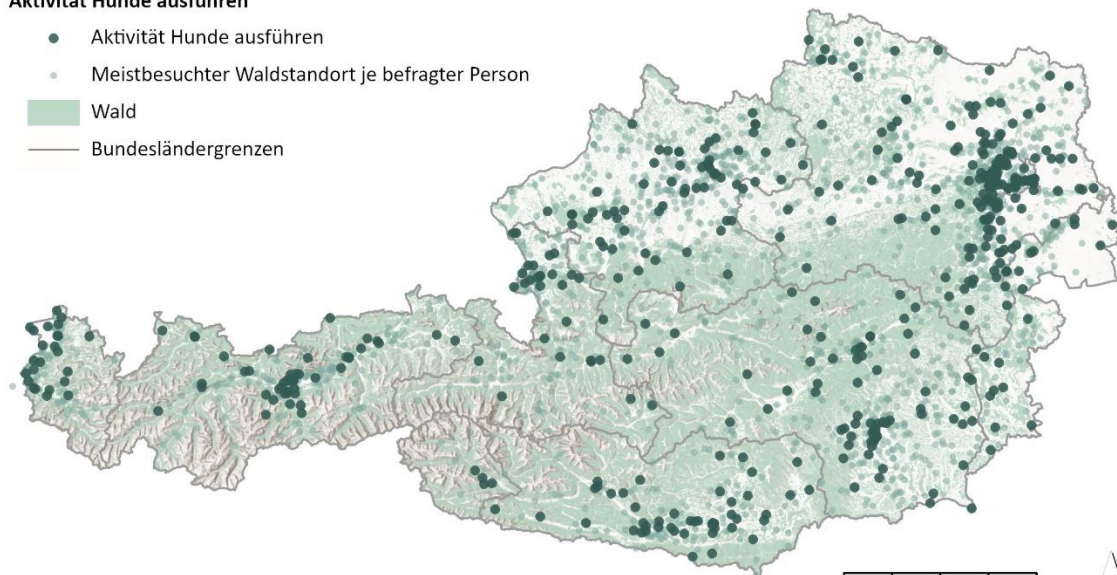 Aktivität Hunde ausführen
Aktivität Hunde ausführen
Meistbesuchter Waldstandort je befragter Person
Wald
Bundesländergrenzen